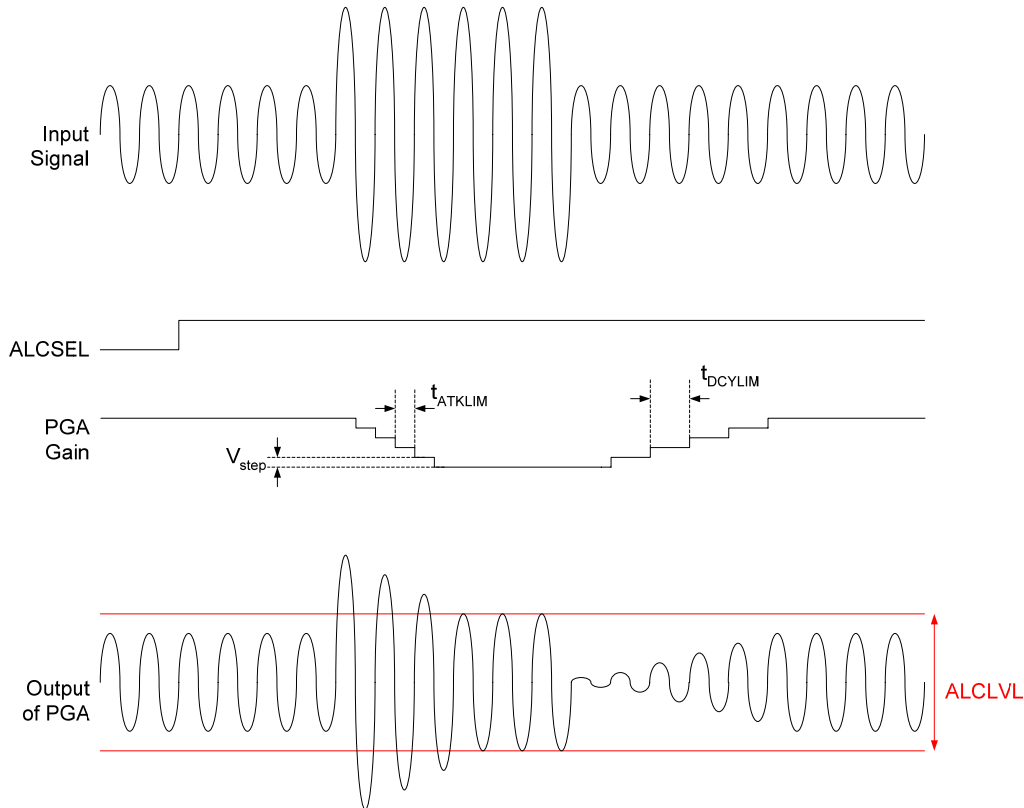 Input
Signal
ALCSEL
tATKLIM
tDCYLIM
PGA
Gain
Vstep
Output
of PGA
ALCLVL